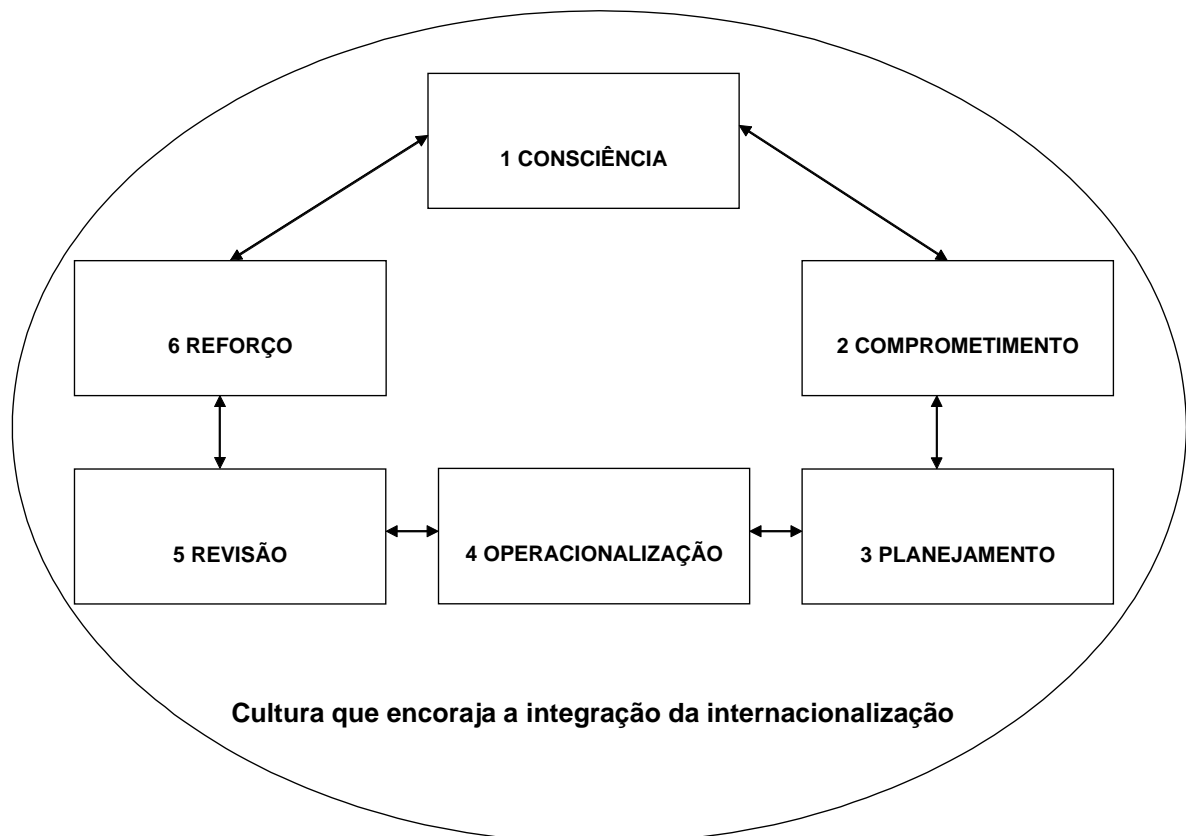 1 CONSCIÊNCIA
6 REFORÇO
2 COMPROMETIMENTO
5 REVISÃO
4 OPERACIONALIZAÇÃO
3 PLANEJAMENTO
Cultura que encoraja a integração da internacionalização